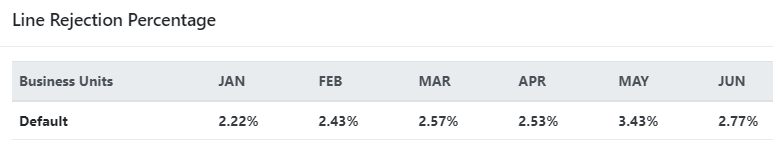 Line Rejection Percentage
Business Units JAN FEB MAR APR MAY JUN
Default 2.22% 2.43% 2.57% 2.53% 3.43% 2.77%